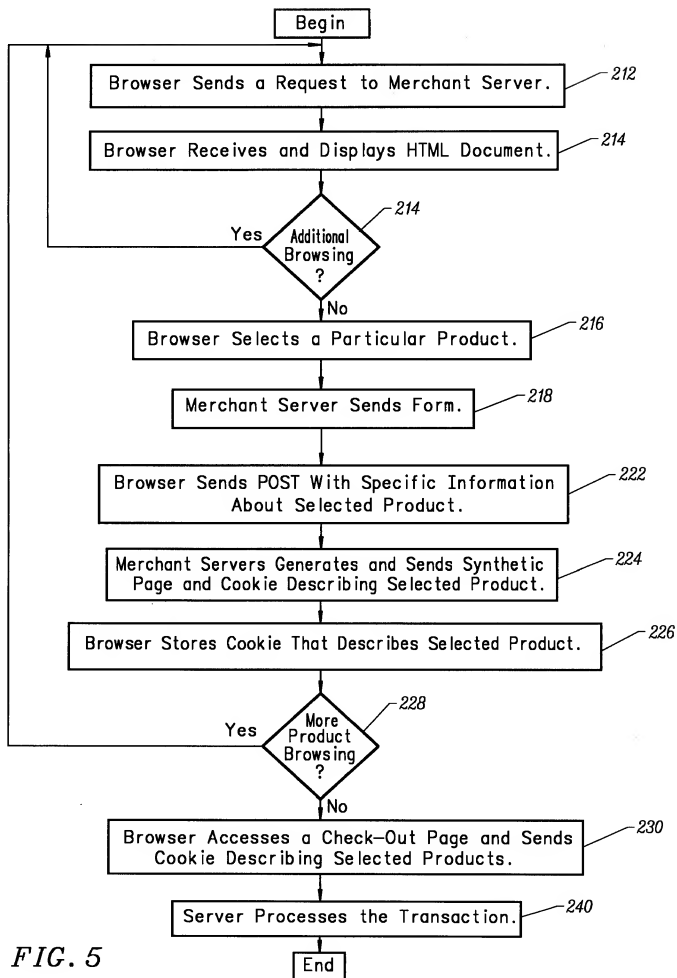 Begin
Browser Sends a Request to Merchant Server.
212
Browser Receives and Displays HTML Document.
214
214
Yes
Additional
Browsing
?
No
Browser Selects a Particular Product.
216
Merchant Server Sends Form.
218
Browser Sends POST With Specific Information
About Selected Product.
222
Merchant Servers Generates and Sends Synthetic
Page and Cookie Describing Selected Product.
224
Browser Stores Cookie That Describes Selected Product.
226
228
Yes
More
Product
Browsing
?
No
Browser Accesses a Check-Out Page and Sends
Cookie Describing Selected Products.
230
Server Processes the Transaction.
240
End
FIG. 5